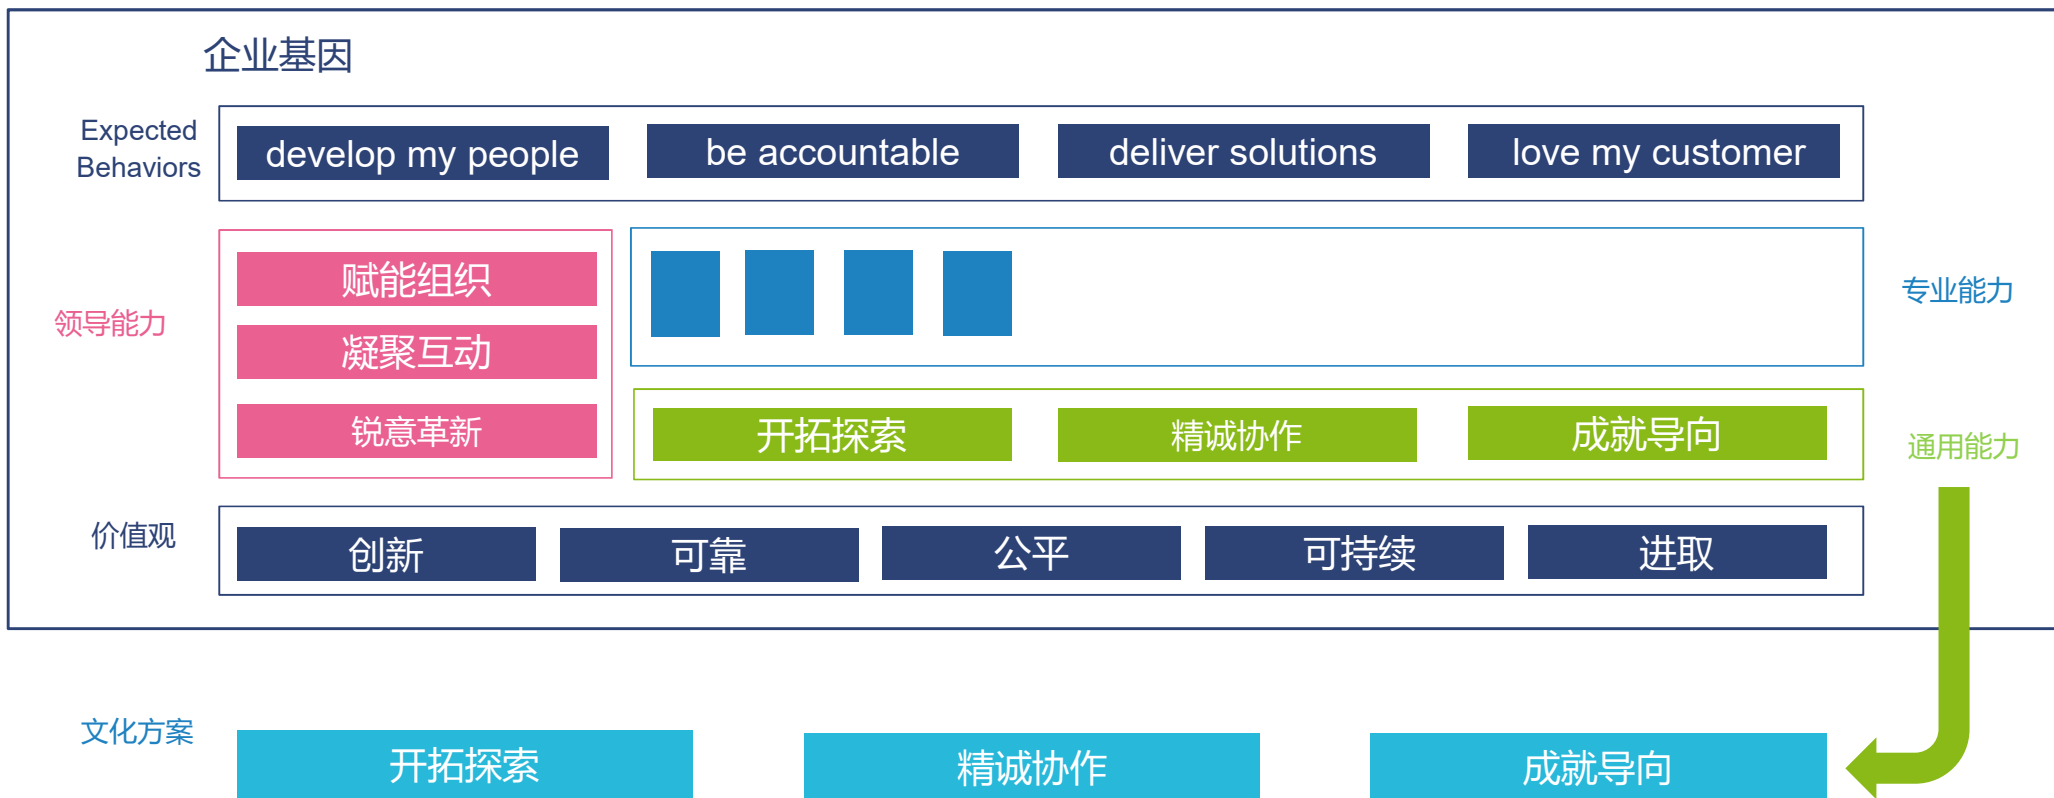 企业基因
Expected
Behaviors
develop my people
be accountable
deliver solutions
love my customer
领导能力
赋能组织
凝聚互动
锐意革新
专业能力
开拓探索
精诚协作
成就导向
通用能力
价值观
创新
可靠
公平
可持续
进取
文化方案
开拓探索
精诚协作
成就导向